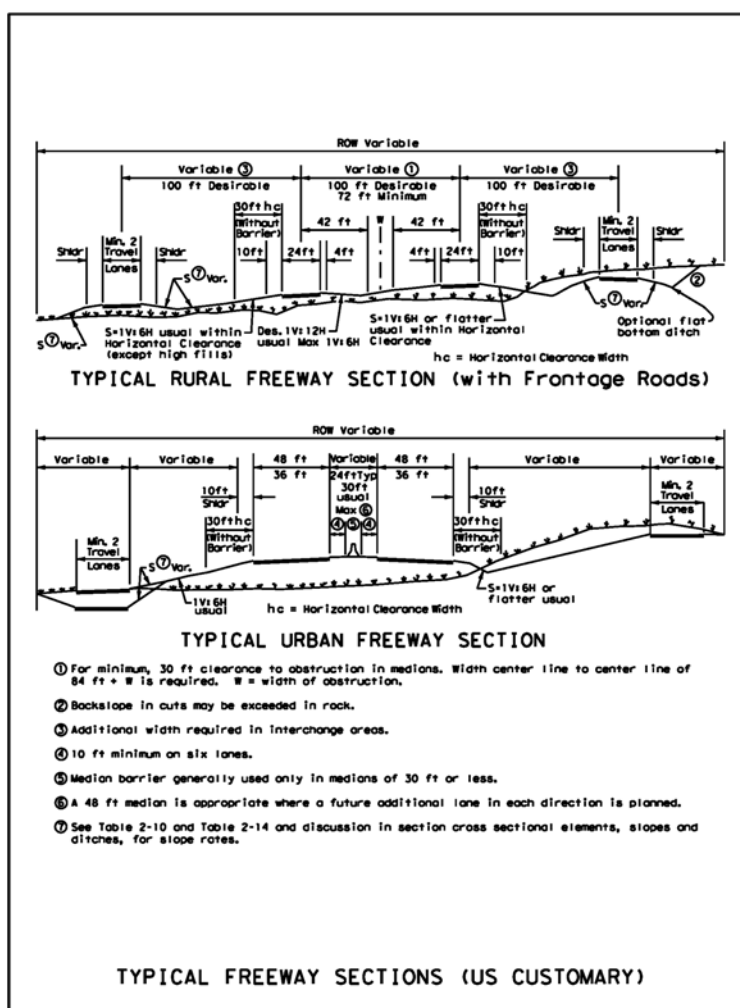 ROW Variable
Variable ③ Variable ① Variable ③
100 ft Desirable 100 ft Desirable 100 ft Desirable
72 ft Minimum
30ft hc W 30ft hc
(Without Barrier) 42 ft 42 ft (Without Barrier)
Shldr Min. 2 Travel Lanes Shldr 10ft 24ft 4ft 4ft 24ft 10ft Shldr Min. 2 Travel Lanes Shldr
S⑦Var. S⑦Var. ②
S⑦Var.
S=1V:6H usual within
Horizontal Clearance
(except high fills)
Des. 1V:12H
usual Max 1V:6H
S=1V:6H or flatter
usual within Horizontal
Clearance
Optional flat
bottom ditch
hc = Horizontal Clearance Width
TYPICAL RURAL FREEWAY SECTION (with Frontage Roads)
ROW Variable
Variable Variable 48 ft Variable 48 ft Variable Variable
36 ft 24ftTyp 36 ft
30ft
usual
Max ⑥
④ ⑤ ④
10ft
Shldr
10ft
Shldr
Min. 2
Travel
Lanes
30ft hc
(Without
Barrier)
30ft hc
(Without
Barrier)
Min. 2
Travel
Lanes
S⑦Var.
1V:6H
usual
S=1V:6H or
flatter usual
hc = Horizontal Clearance Width
TYPICAL URBAN FREEWAY SECTION
① For minimum, 30 ft clearance to obstruction in medians. Width center line to center line of
84 ft + W is required. W = width of obstruction.
② Backslope in cuts may be exceeded in rock.
③ Additional width required in interchange areas.
④ 10 ft minimum on six lanes.
⑤ Median barrier generally used only in medians of 30 ft or less.
⑥ A 48 ft median is appropriate where a future additional lane in each direction is planned.
⑦ See Table 2-10 and Table 2-14 and discussion in section cross sectional elements, slopes and
ditches, for slope rates.
TYPICAL FREEWAY SECTIONS (US CUSTOMARY)